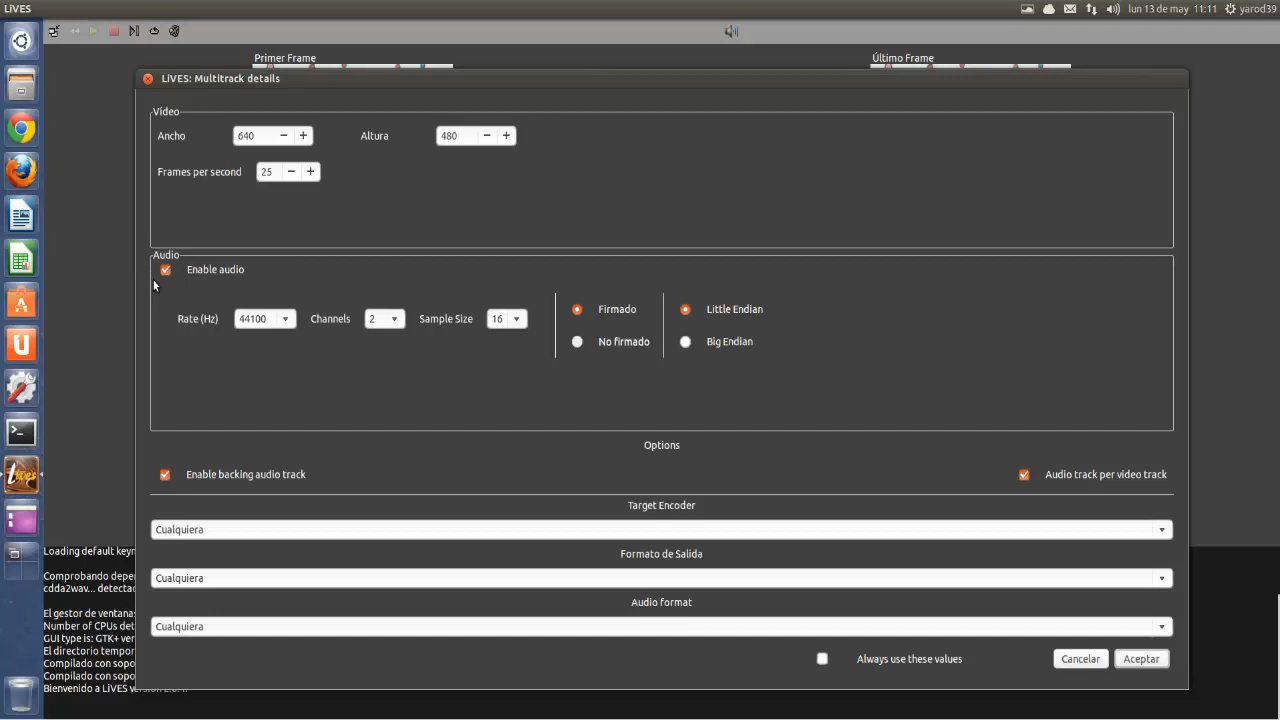 LiVES
lun 13 de may 11:11 yarod39
Primer Frame
Último Frame
LiVES: Multitrack details
Vídeo
Ancho 640 − + Altura 480 − +
Frames per second 25 − +
Audio
Enable audio
Rate (Hz) 44100 Channels 2 Sample Size 16
Firmado
No firmado
Little Endian
Big Endian
Options
Enable backing audio track
Audio track per video track
Target Encoder
Cualquiera
Formato de Salida
Cualquiera
Audio format
Cualquiera
Always use these values
Cancelar
Aceptar
Loading default keym
Comprobando depe
cdda2wav... detectad
El gestor de ventanas
Number of CPUs det
GUI type is: GTK+ ver
El directorio tempor
Compilado con sopo
Compilado con sopo
Bienvenido a LiVES